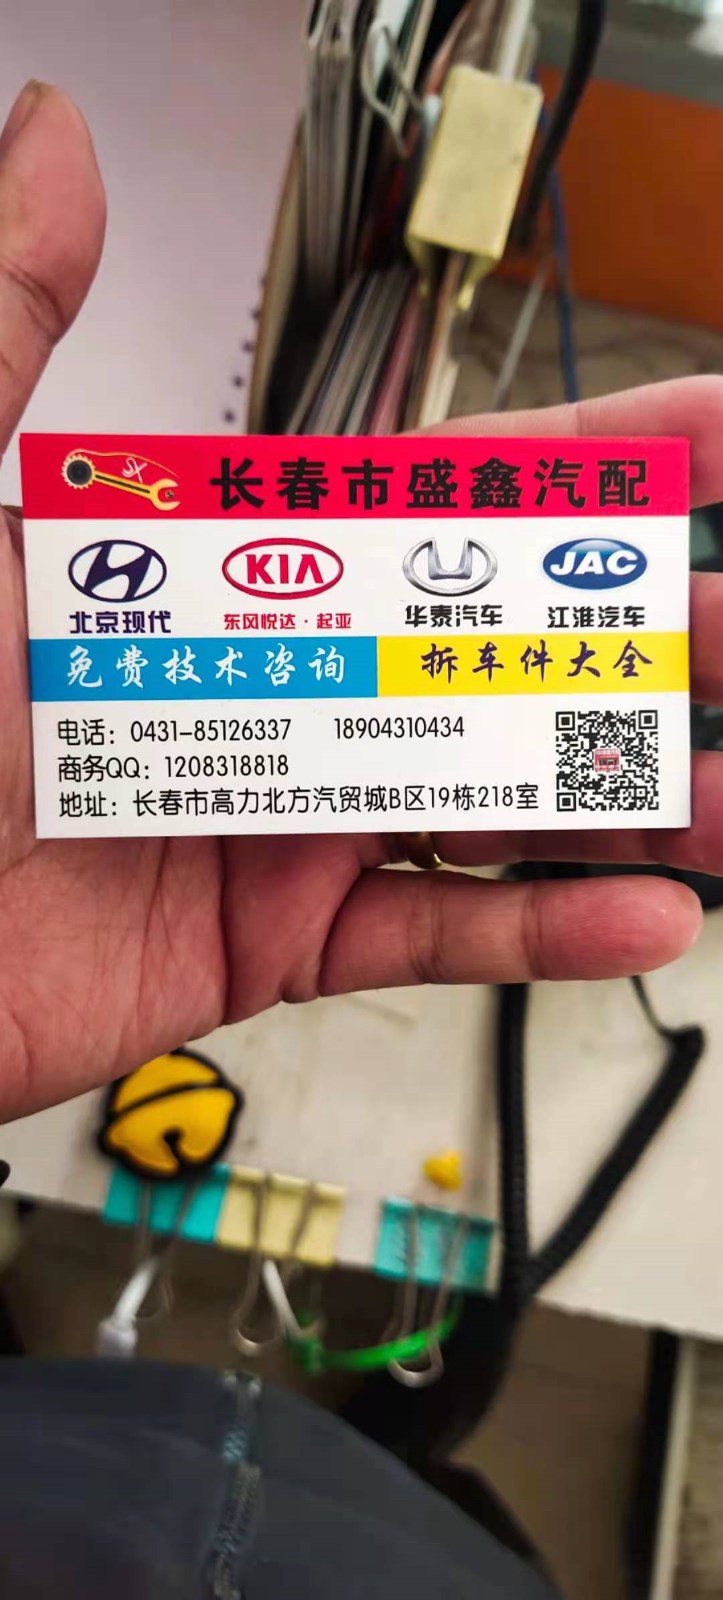 SX 长春市盛鑫汽配
KIA JAC
北京现代 东风悦达·起亚 华泰汽车 江淮汽车
免费技术咨询 拆车件大全
电话：0431-85126337 18904310434
商务QQ：1208318818
地址：长春市高力北方汽贸城B区19栋218室